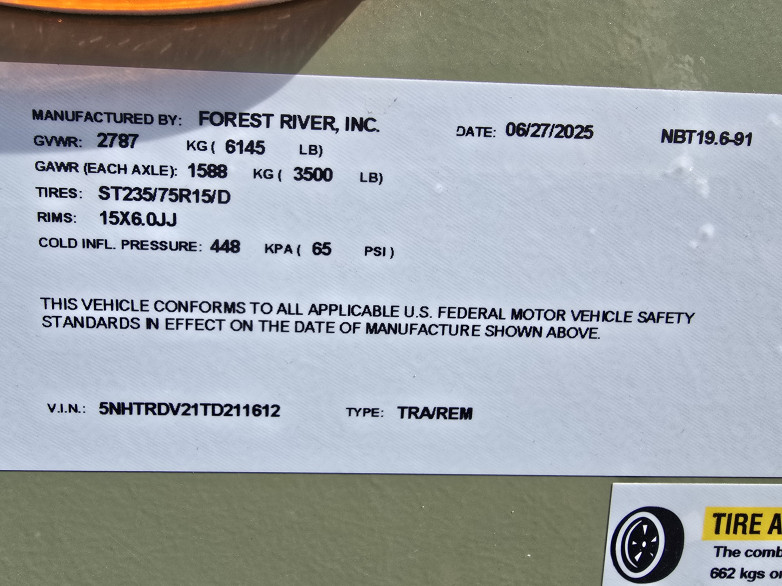 MANUFACTURED BY: FOREST RIVER, INC. DATE: 06/27/2025 NBT19.6-91
GVWR: 2787 KG ( 6145 LB)
GAWR (EACH AXLE): 1588 KG ( 3500 LB)
TIRES: ST235/75R15/D
RIMS: 15X6.0JJ
COLD INFL. PRESSURE: 448 KPA ( 65 PSI )
THIS VEHICLE CONFORMS TO ALL APPLICABLE U.S. FEDERAL MOTOR VEHICLE SAFETY
STANDARDS IN EFFECT ON THE DATE OF MANUFACTURE SHOWN ABOVE.
V.I.N.: 5NHTRDV21TD211612 TYPE: TRA/REM
TIRE A
The comb
662 kgs or